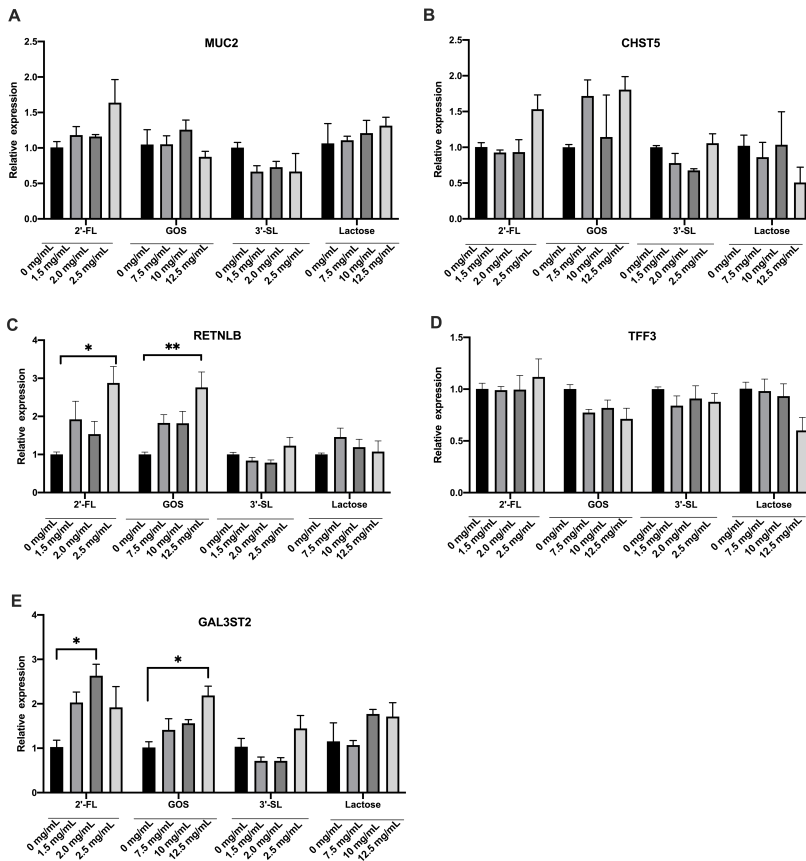 A
MUC2
Relative expression
2.5
2.0
1.5
1.0
0.5
0.0
2'-FL GOS 3'-SL Lactose
0 mg/mL 1.5 mg/mL 2.0 mg/mL 2.5 mg/mL 0 mg/mL 7.5 mg/mL 10 mg/mL 12.5 mg/mL 0 mg/mL 1.5 mg/mL 2.0 mg/mL 2.5 mg/mL 0 mg/mL 7.5 mg/mL 10 mg/mL 12.5 mg/mL
B
CHST5
Relative expression
2.5
2.0
1.5
1.0
0.5
0.0
2'-FL GOS 3'-SL Lactose
0 mg/mL 1.5 mg/mL 2.0 mg/mL 2.5 mg/mL 0 mg/mL 7.5 mg/mL 10 mg/mL 12.5 mg/mL 0 mg/mL 1.5 mg/mL 2.0 mg/mL 2.5 mg/mL 0 mg/mL 7.5 mg/mL 10 mg/mL 12.5 mg/mL
C
RETNLB
Relative expression
4
3
2
1
0
* **
2'-FL GOS 3'-SL Lactose
0 mg/mL 1.5 mg/mL 2.0 mg/mL 2.5 mg/mL 0 mg/mL 7.5 mg/mL 10 mg/mL 12.5 mg/mL 0 mg/mL 1.5 mg/mL 2.0 mg/mL 2.5 mg/mL 0 mg/mL 7.5 mg/mL 10 mg/mL 12.5 mg/mL
D
TFF3
Relative expression
1.5
1.0
0.5
0.0
2'-FL GOS 3'-SL Lactose
0 mg/mL 1.5 mg/mL 2.0 mg/mL 2.5 mg/mL 0 mg/mL 7.5 mg/mL 10 mg/mL 12.5 mg/mL 0 mg/mL 1.5 mg/mL 2.0 mg/mL 2.5 mg/mL 0 mg/mL 7.5 mg/mL 10 mg/mL 12.5 mg/mL
E
GAL3ST2
Relative expression
4
3
2
1
0
* *
2'-FL GOS 3'-SL Lactose
0 mg/mL 1.5 mg/mL 2.0 mg/mL 2.5 mg/mL 0 mg/mL 7.5 mg/mL 10 mg/mL 12.5 mg/mL 0 mg/mL 1.5 mg/mL 2.0 mg/mL 2.5 mg/mL 0 mg/mL 7.5 mg/mL 10 mg/mL 12.5 mg/mL